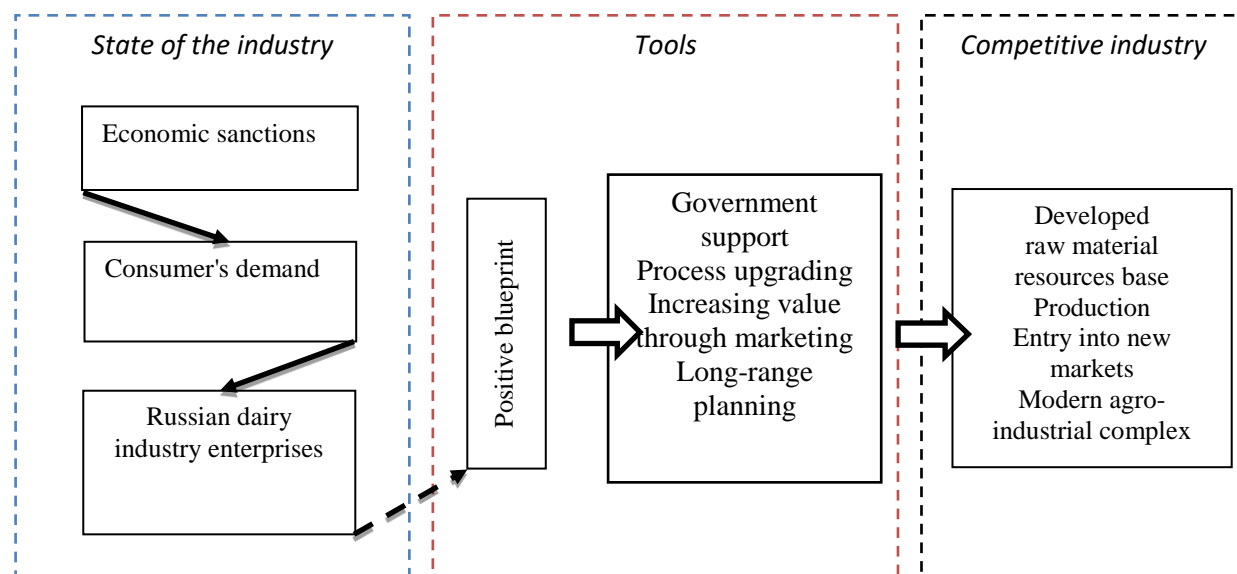 State of the industry
Economic sanctions
Consumer's demand
Russian dairy
industry enterprises
Tools
Positive blueprint
Government
support
Process upgrading
Increasing value
through marketing
Long-range
planning
Competitive industry
Developed
raw material
resources base
Production
Entry into new
markets
Modern agro-
industrial complex